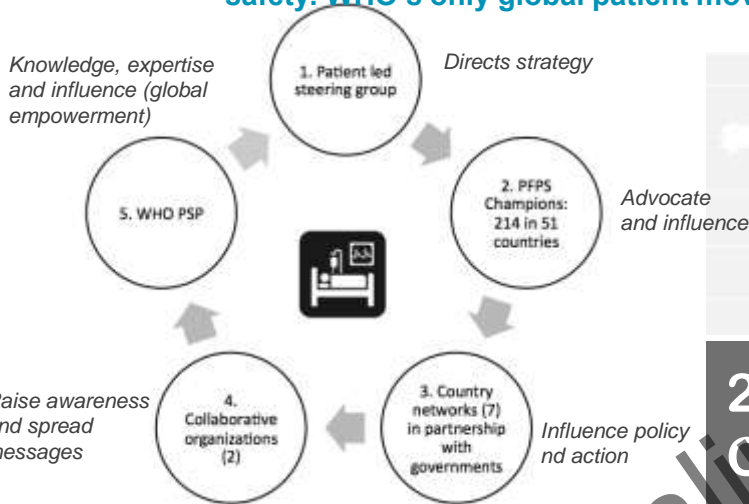 safety. WHO's only global patient mov
Knowledge, expertise
and influence (global
empowerment)
1. Patient led
steering group
Directs strategy
5. WHO PSP
2. PFPS
Champions:
214 in 51
countries
Advocate
and influence
Raise awareness
nd spread
nessages
4.
Collaborative
organizations
(2)
3. Country
networks (7)
in partnership
with
governments
Influence policy
nd action
2